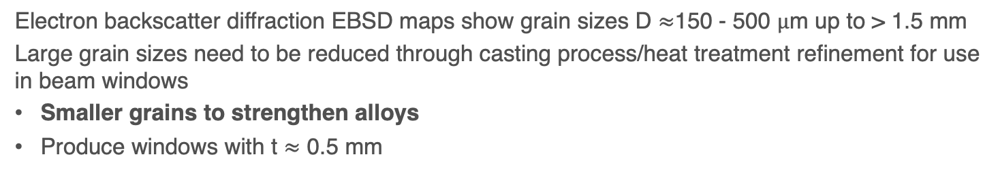 Electron backscatter diffraction EBSD maps show grain sizes D ≈150 - 500 μm up to > 1.5 mm
Large grain sizes need to be reduced through casting process/heat treatment refinement for use
in beam windows
• Smaller grains to strengthen alloys
• Produce windows with t ≈ 0.5 mm